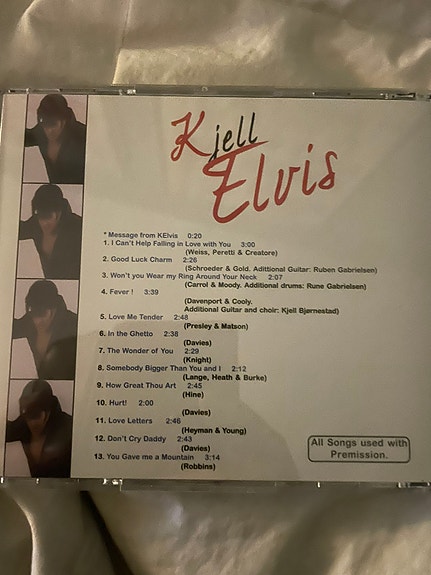 Kjell
Elvis
* Message from KElvis 0:20
1. I Can't Help Falling in Love with You 3:00
(Weiss, Peretti & Creatore)
2. Good Luck Charm 2:26
(Schroeder & Gold. Adittional Guitar: Ruben Gabrielsen)
3. Won't you Wear my Ring Around Your Neck 2:07
(Carrol & Moody. Additional drums: Rune Gabrielsen)
4. Fever ! 3:39
(Davenport & Cooly.
Additional Guitar and choir: Kjell Bjørnestad)
5. Love Me Tender 2:48
(Presley & Matson)
6. In the Ghetto 2:38
(Davies)
7. The Wonder of You 2:29
(Knight)
8. Somebody Bigger Than You and I 2:12
(Lange, Heath & Burke)
9. How Great Thou Art 2:45
(Hine)
10. Hurt! 2:00
(Davies)
11. Love Letters 2:46
(Heyman & Young)
12. Don't Cry Daddy 2:43
(Davies)
13. You Gave me a Mountain 3:14
(Robbins)
All Songs used with
Premission.